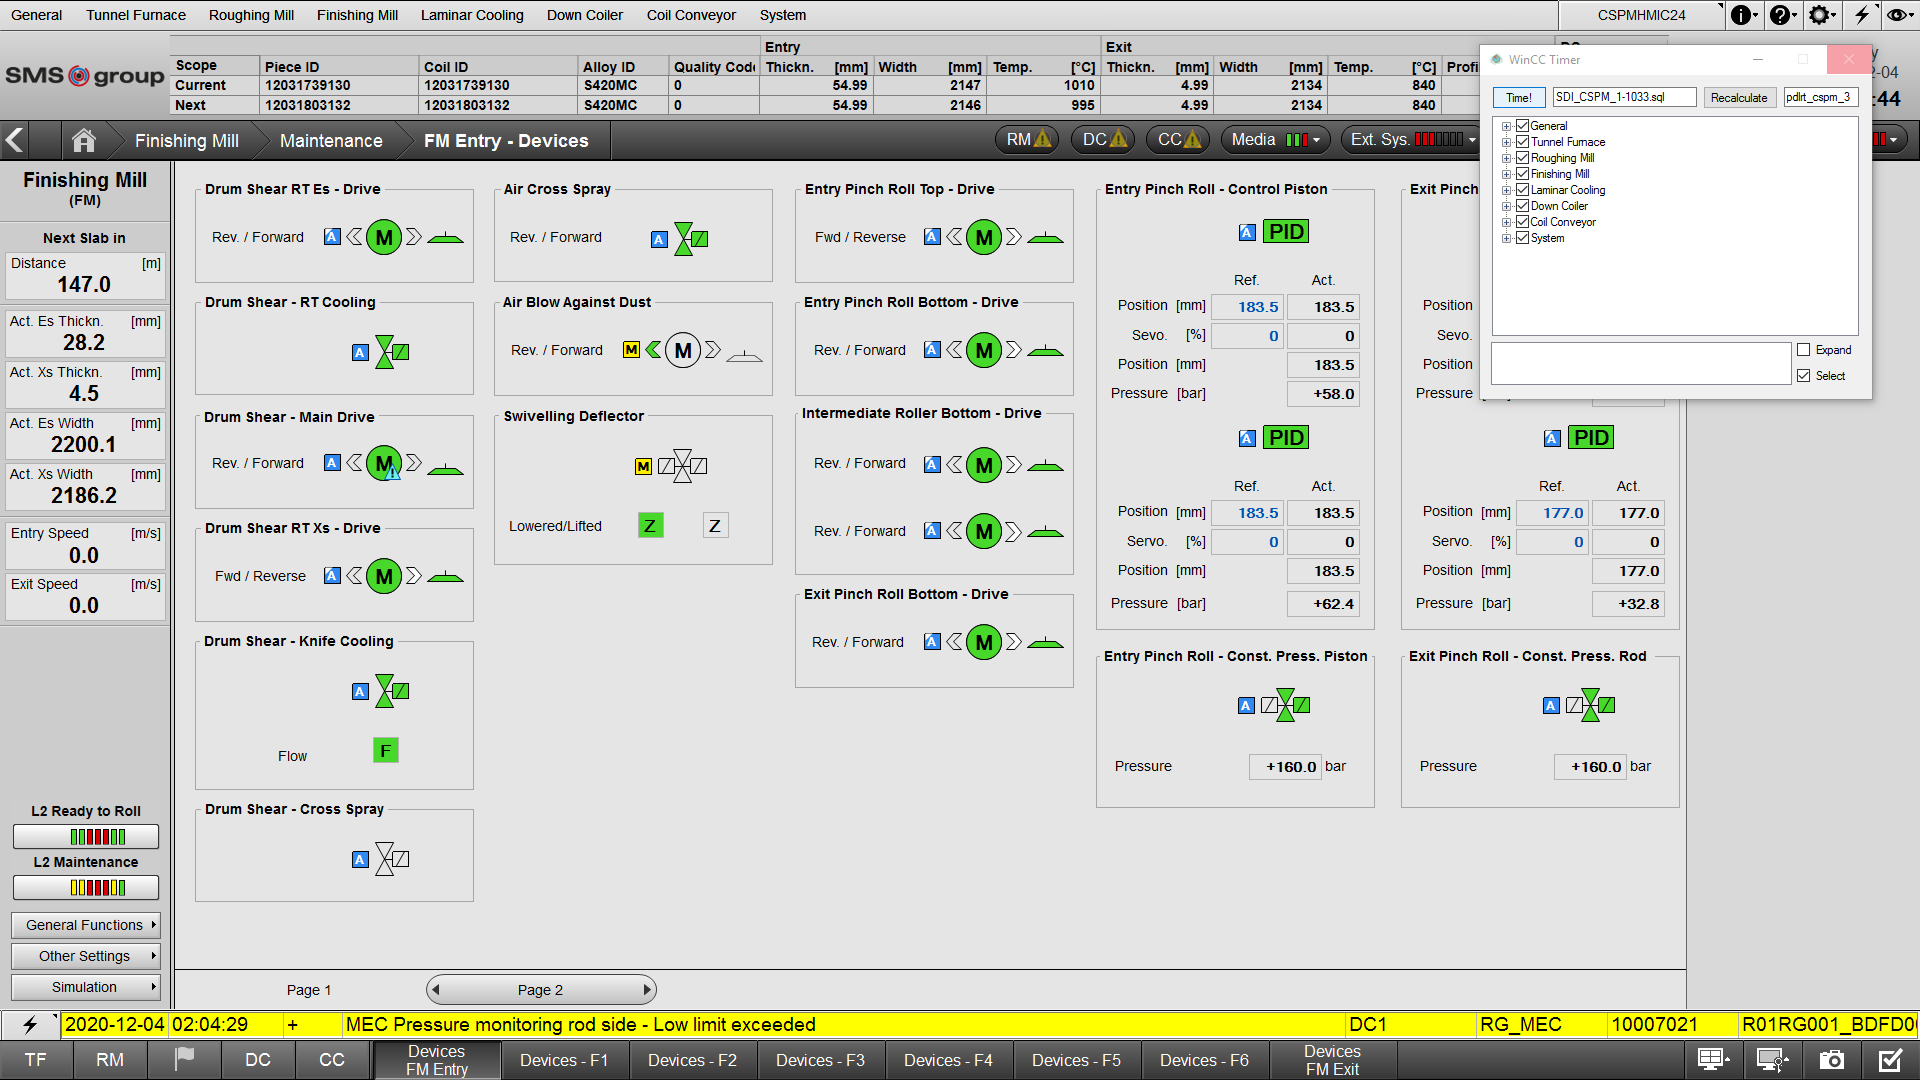 General Tunnel Furnace Roughing Mill Finishing Mill Laminar Cooling Down Coiler Coil Conveyor System CSPMHMIC24
SMS group
Entry Exit
Scope Piece ID Coil ID Alloy ID Quality Code Thickn. [mm] Width [mm] Temp. [°C] Thickn. [mm] Width [mm] Temp. [°C] Profi
Current 12031739130 12031739130 S420MC 0 54.99 2147 1010 4.99 2134 840
Next 12031803132 12031803132 S420MC 0 54.99 2146 995 4.99 2134 840
-04
:44
WinCC Timer
Time! SDI_CSPM_1-1033.sql Recalculate pdlrt_cspm_3
General
Tunnel Furnace
Roughing Mill
Finishing Mill
Laminar Cooling
Down Coiler
Coil Conveyor
System
Expand
Select
Finishing Mill Maintenance FM Entry - Devices RM DC CC Media Ext. Sys.
Finishing Mill
(FM)
Next Slab in
Distance [m]
147.0
Act. Es Thickn. [mm]
28.2
Act. Xs Thickn. [mm]
4.5
Act. Es Width [mm]
2200.1
Act. Xs Width [mm]
2186.2
Entry Speed [m/s]
0.0
Exit Speed [m/s]
0.0
L2 Ready to Roll
L2 Maintenance
General Functions
Other Settings
Simulation
Drum Shear RT Es - Drive
Rev. / Forward A M
Drum Shear - RT Cooling
A
Drum Shear - Main Drive
Rev. / Forward A M
Drum Shear RT Xs - Drive
Fwd / Reverse A M
Drum Shear - Knife Cooling
A
Flow F
Drum Shear - Cross Spray
A
Air Cross Spray
Rev. / Forward A
Air Blow Against Dust
Rev. / Forward M M
Swivelling Deflector
M
Lowered/Lifted Z Z
Entry Pinch Roll Top - Drive
Fwd / Reverse A M
Entry Pinch Roll Bottom - Drive
Rev. / Forward A M
Intermediate Roller Bottom - Drive
Rev. / Forward A M
Rev. / Forward A M
Exit Pinch Roll Bottom - Drive
Rev. / Forward A M
Entry Pinch Roll - Control Piston
A PID
Ref. Act.
Position [mm] 183.5 183.5
Sevo. [%] 0 0
Position [mm] 183.5
Pressure [bar] +58.0
A PID
Ref. Act.
Position [mm] 183.5 183.5
Servo. [%] 0 0
Position [mm] 183.5
Pressure [bar] +62.4
Entry Pinch Roll - Const. Press. Piston
A
Pressure +160.0 bar
Exit Pinch
Position
Sevo.
Position
Pressure
A PID
Ref. Act.
Position [mm] 177.0 177.0
Servo. [%] 0 0
Position [mm] 177.0
Pressure [bar] +32.8
Exit Pinch Roll - Const. Press. Rod
A
Pressure +160.0 bar
Page 1 Page 2
2020-12-04 02:04:29 + MEC Pressure monitoring rod side - Low limit exceeded DC1 RG_MEC 10007021 R01RG001_BDFD0
TF RM DC CC Devices FM Entry Devices - F1 Devices - F2 Devices - F3 Devices - F4 Devices - F5 Devices - F6 Devices FM Exit